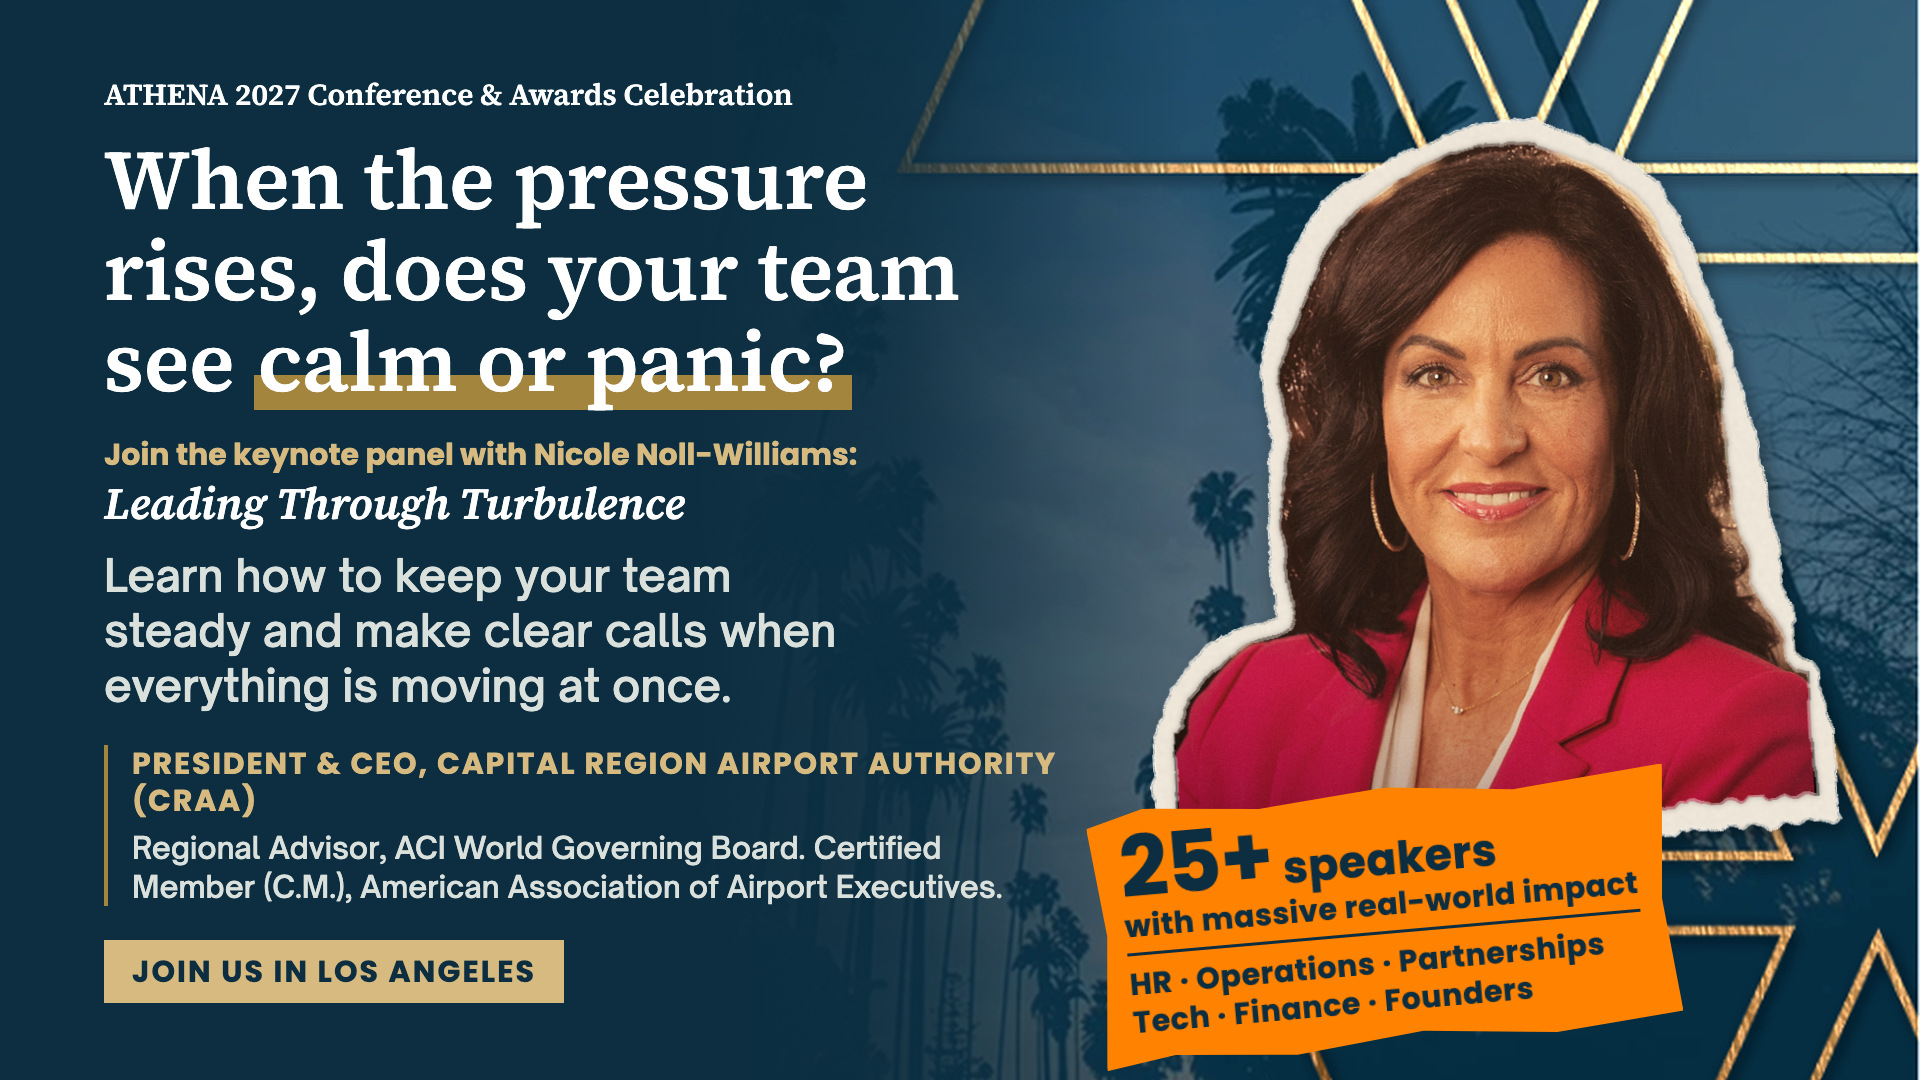 ATHENA 2027 Conference & Awards Celebration
When the pressure
rises, does your team
see calm or panic?
Join the keynote panel with Nicole Noll-Williams:
Leading Through Turbulence
Learn how to keep your team
steady and make clear calls when
everything is moving at once.
PRESIDENT & CEO, CAPITAL REGION AIRPORT AUTHORITY
(CRAA)
Regional Advisor, ACI World Governing Board. Certified
Member (C.M.), American Association of Airport Executives.
JOIN US IN LOS ANGELES
25+ speakers
with massive real-world impact
HR · Operations · Partnerships
Tech · Finance · Founders